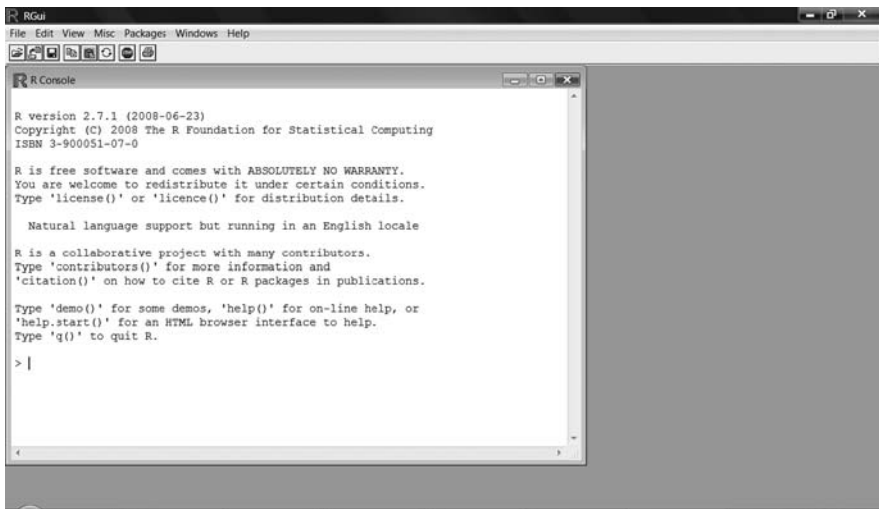 RGui
File Edit View Misc Packages Windows Help
R Console
R version 2.7.1 (2008-06-23)
Copyright (C) 2008 The R Foundation for Statistical Computing
ISBN 3-900051-07-0
R is free software and comes with ABSOLUTELY NO WARRANTY.
You are welcome to redistribute it under certain conditions.
Type 'license()' or 'licence()' for distribution details.
Natural language support but running in an English locale
R is a collaborative project with many contributors.
Type 'contributors()' for more information and
'citation()' on how to cite R or R packages in publications.
Type 'demo()' for some demos, 'help()' for on-line help, or
'help.start()' for an HTML browser interface to help.
Type 'q()' to quit R.
>